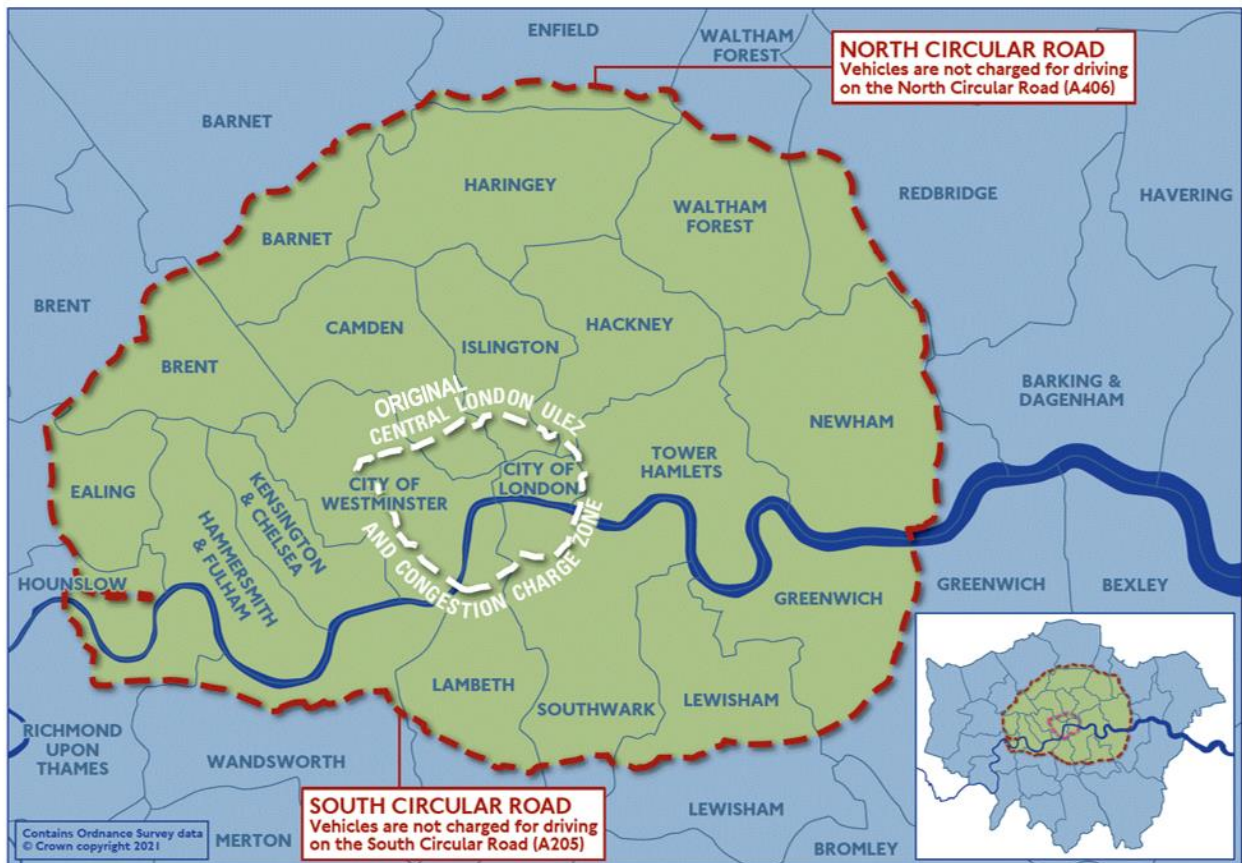 ENFIELD
WALTHAM
FOREST
NORTH CIRCULAR ROAD
Vehicles are not charged for driving
on the North Circular Road (A406)
BARNET
HARINGEY
REDBRIDGE
HAVERING
WALTHAM
FOREST
BARNET
BRENT
CAMDEN
HACKNEY
ISLINGTON
BRENT
BARKING &
DAGENHAM
ORIGINAL
CENTRAL LONDON ULEZ
NEWHAM
TOWER
HAMLETS
CITY OF
LONDON
CITY OF
WESTMINSTER
EALING
KENSINGTON
& CHELSEA
HAMMERSMITH
& FULHAM
AND CONGESTION CHARGE ZONE
HOUNSLOW
GREENWICH
GREENWICH
BEXLEY
LAMBETH
SOUTHWARK
LEWISHAM
RICHMOND
UPON
THAMES
WANDSWORTH
SOUTH CIRCULAR ROAD
Vehicles are not charged for driving
on the South Circular Road (A205)
LEWISHAM
Contains Ordnance Survey data
© Crown copyright 2021
MERTON
BROMLEY